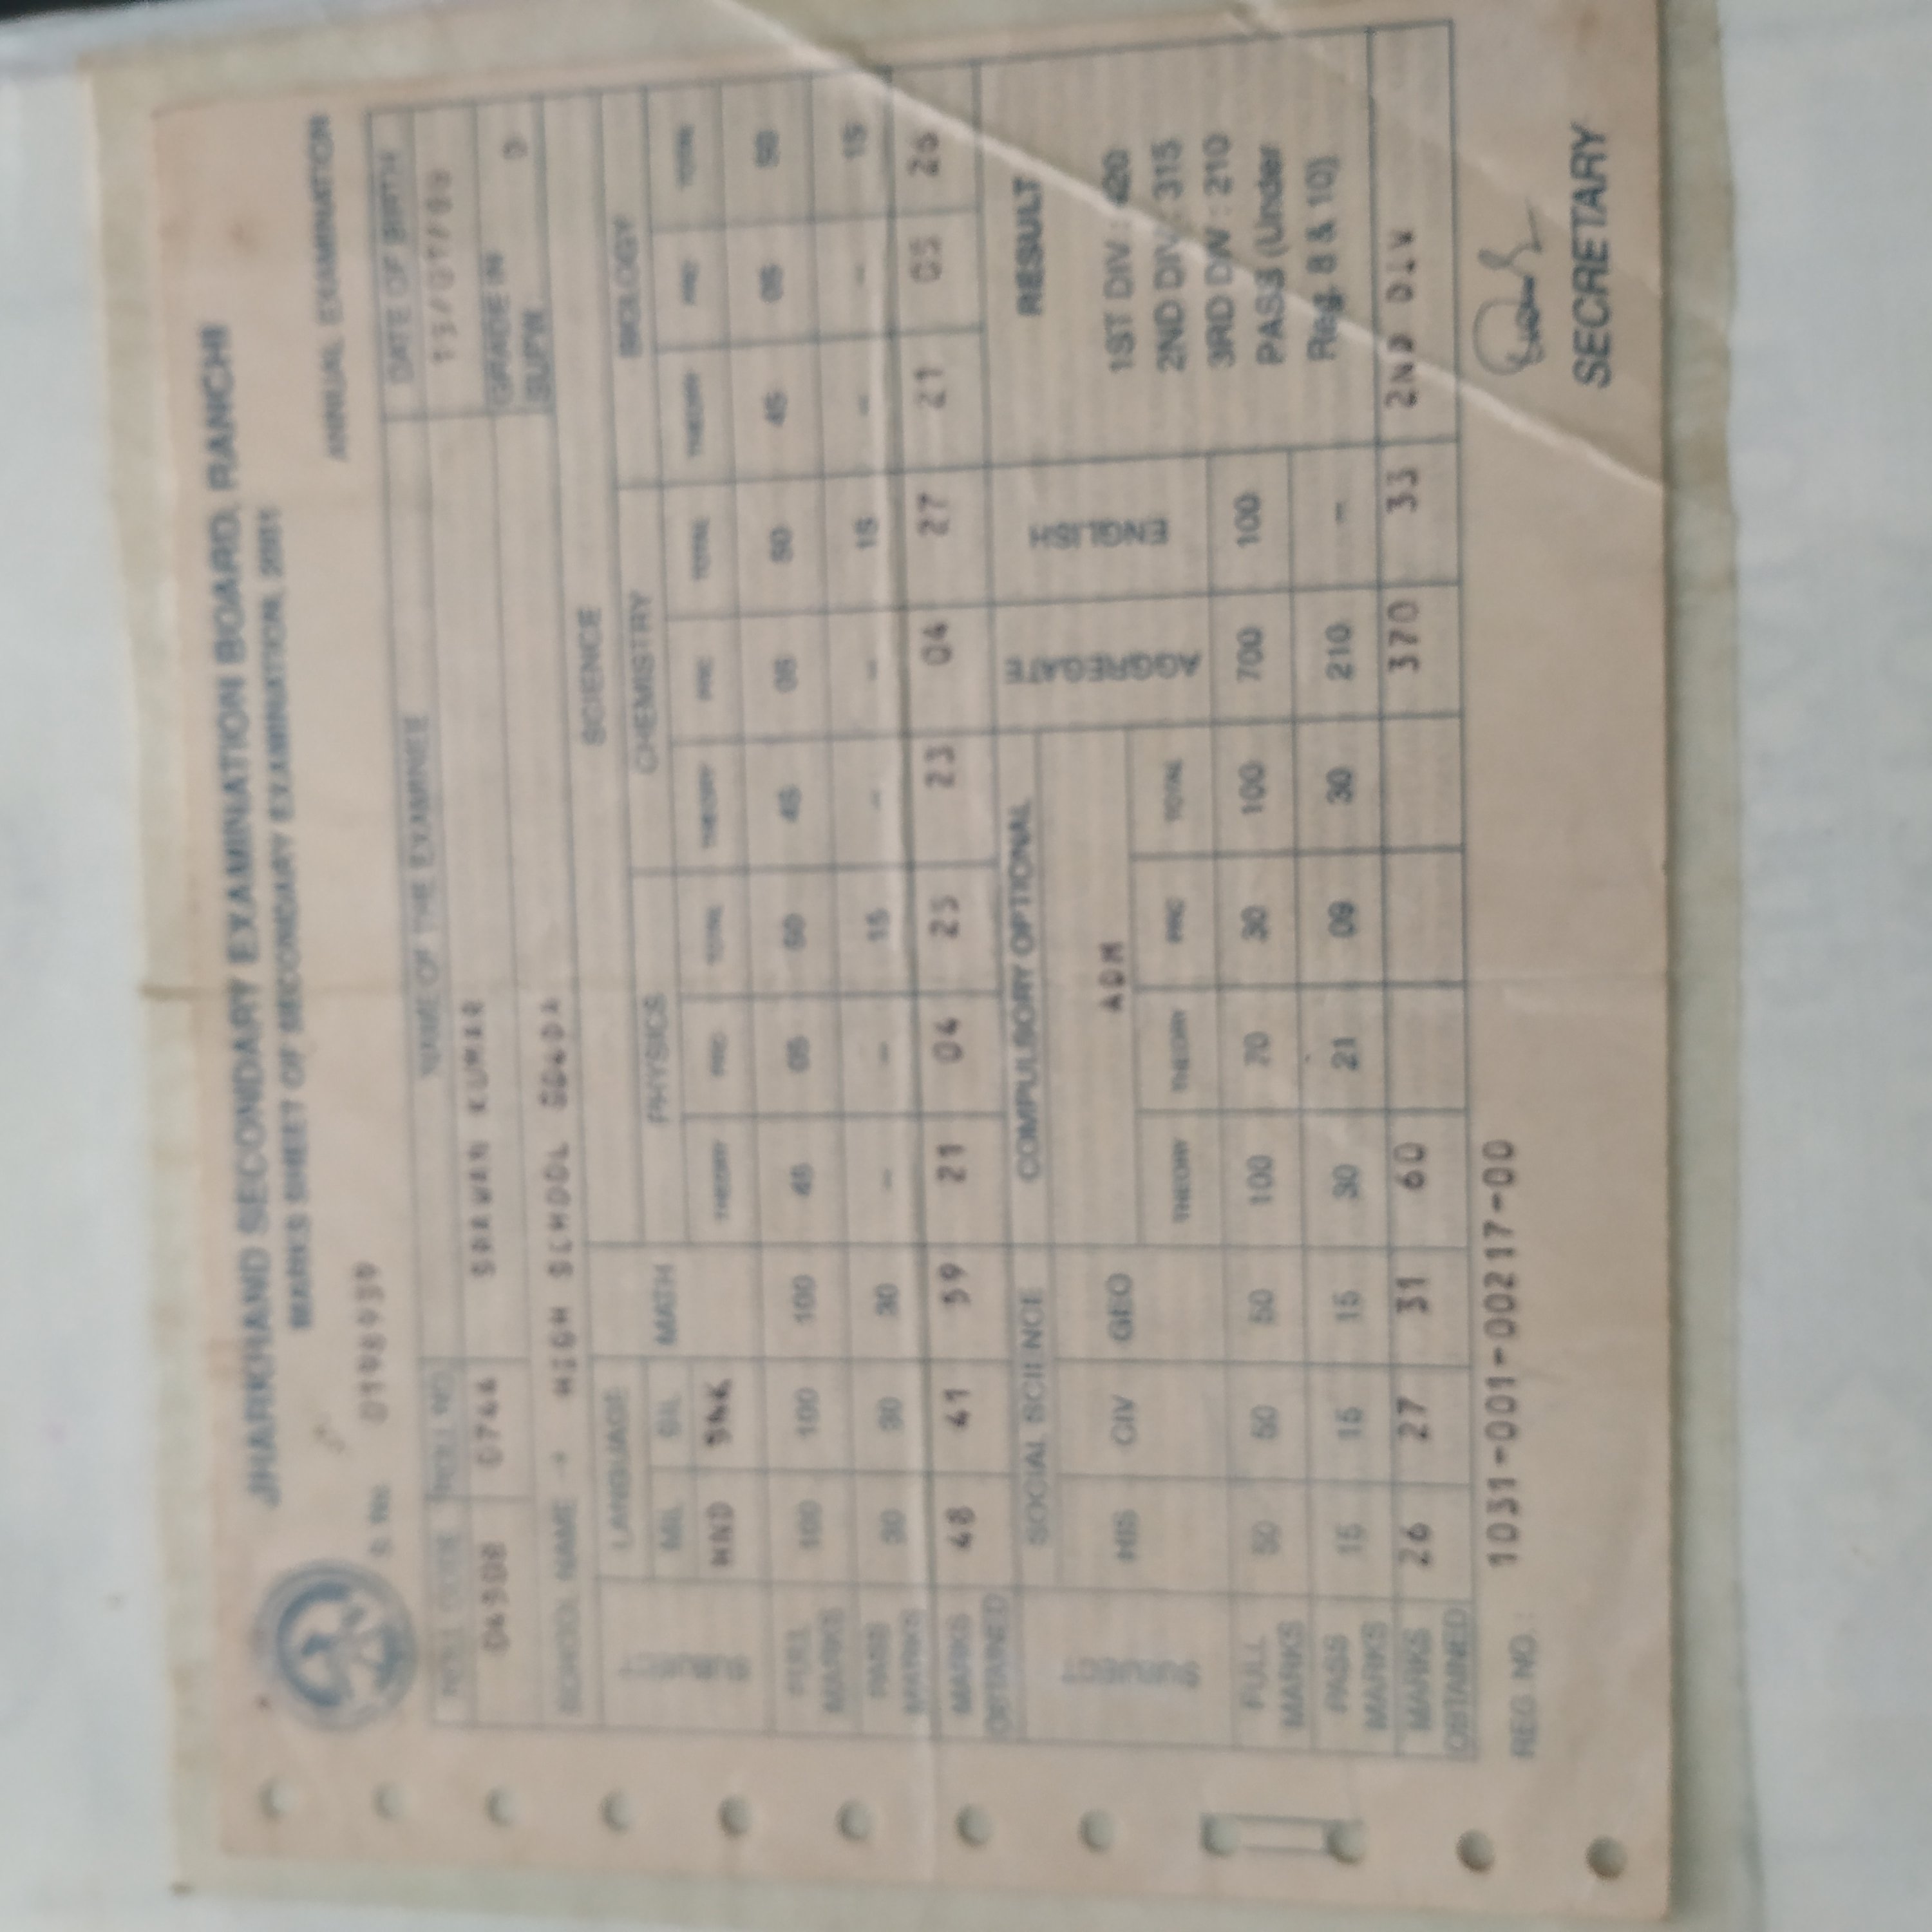 JHARKHAND SECONDARY EXAMINATION BOARD, RANCHI
MARKS SHEET OF SECONDARY EXAMINATION, 2001
S. No. 0198939 ANNUAL EXAMINATION
ROLL CODE ROLL NO. NAME OF THE EXAMINEE DATE OF BIRTH
0744 SRAWAN KUMAR
GRADE IN
SUPW
SCHOOL NAME HIGH SCHOOL
LANGUAGE MATH SCIENCE
MIL SIL PHYSICS CHEMISTRY BIOLOGY
HND SNK THEORY PRC TOTAL THEORY PRC TOTAL THEORY PRC TOTAL
SUBJECT
FULL MARKS 100 100 100 45 05 50 45 05 50 45 05 50
PASS MARKS 30 30 30 - - 15 - - 15 - - 15
MARKS OBTAINED 48 41 59 21 04 25 23 04 27 21 05 26
SOCIAL SCIENCE COMPULSORY OPTIONAL AGGREGATE ENGLISH RESULT
SUBJECT HIS CIV GEO ADM
THEORY THEORY PRC TOTAL
1ST DIV : 420
2ND DIV : 315
3RD DIV : 210
PASS (Under
Reg. 8 & 10)
FULL MARKS 50 50 50 100 70 30 100 700 100
PASS MARKS 15 15 15 30 21 09 30 210 -
MARKS OBTAINED 26 27 31 60 370 33 2ND DIV
REG. NO. : 1031-001-00217-00
SECRETARY